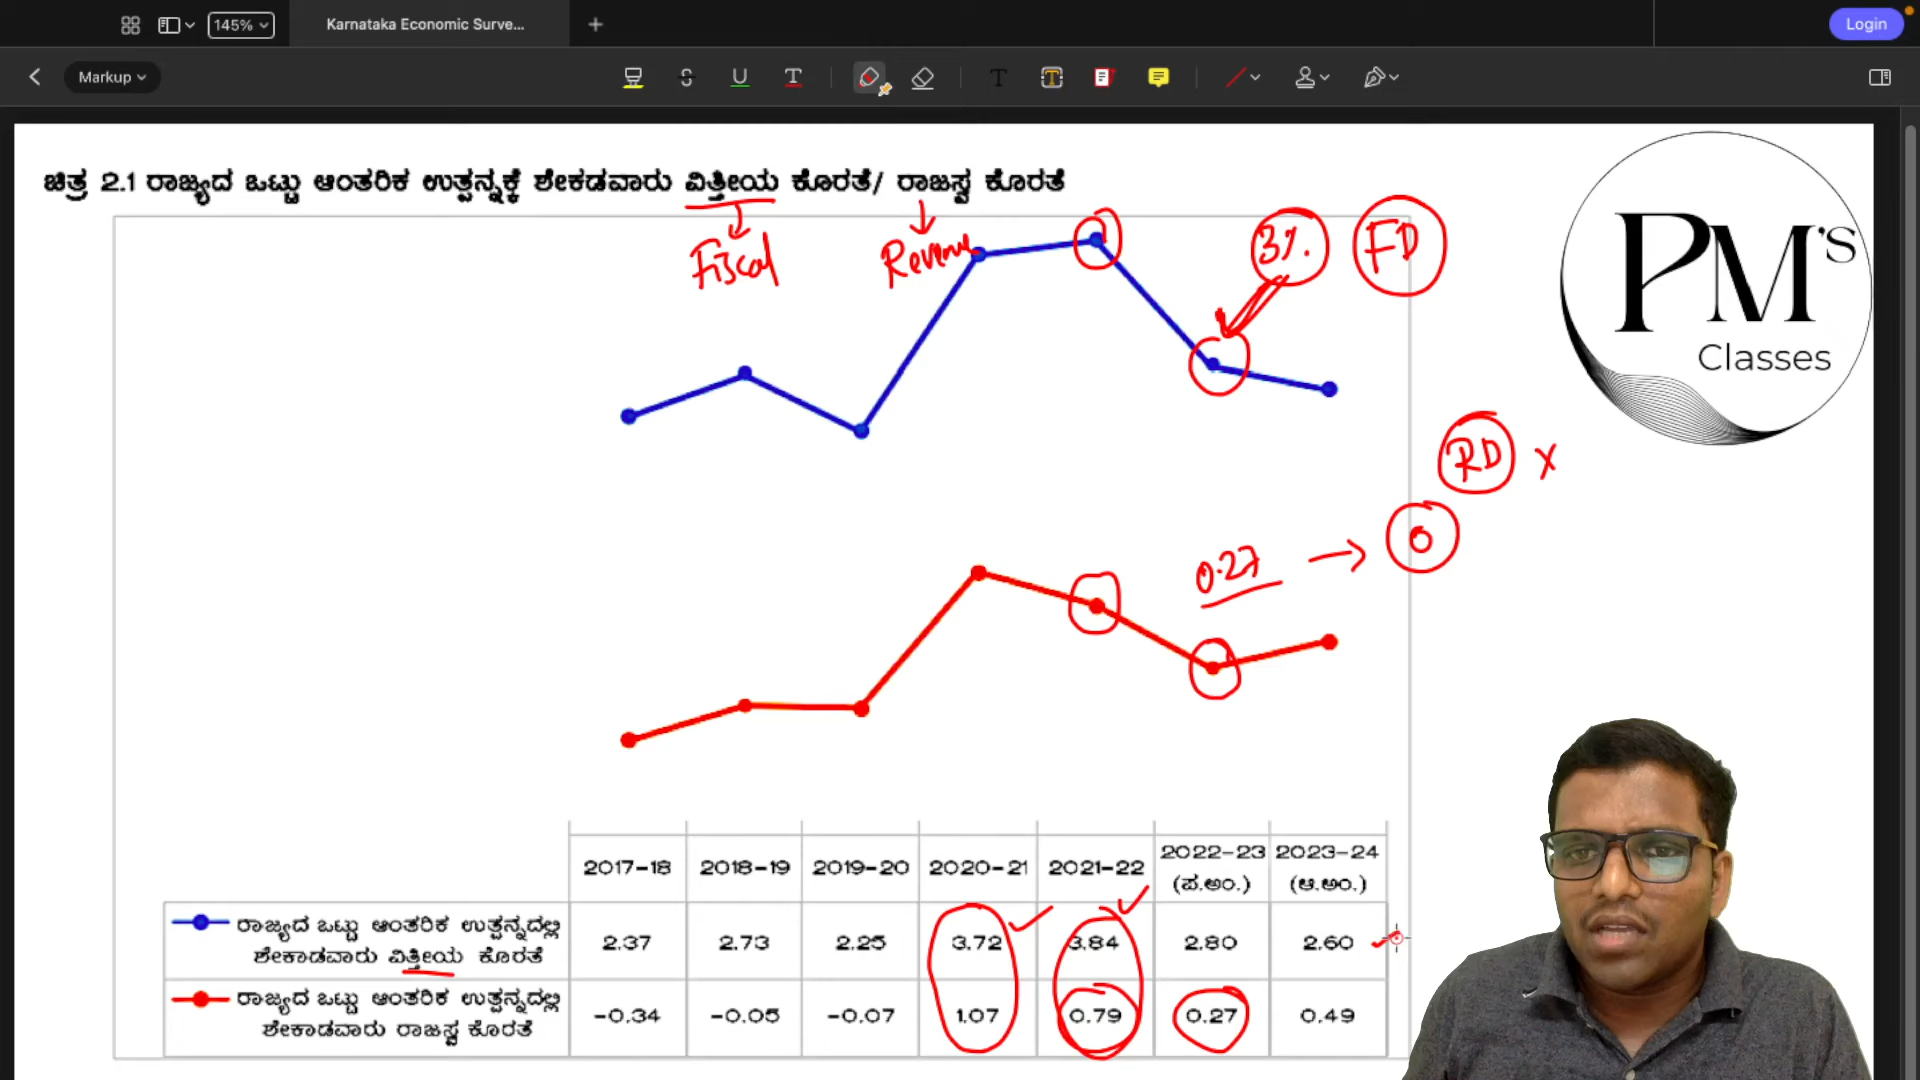 145%
Karnataka Economic Surve...
Login
Markup
ಚಿತ್ರ 2.1 ರಾಜ್ಯದ ಒಟ್ಟು ಆಂತರಿಕ ಉತ್ಪನ್ನಕ್ಕೆ ಶೇಕಡವಾರು ವಿತ್ತೀಯ ಕೊರತೆ/ ರಾಜಸ್ವ ಕೊರತೆ
Fiscal
Revenue
3%.
FD
PM's
Classes
RD x
0.27
0
2017-18 2018-19 2019-20 2020-21 2021-22 2022-23 (ಪ.ಅಂ.) 2023-24 (ಆ.ಅಂ.)
ರಾಜ್ಯದ ಒಟ್ಟು ಆಂತರಿಕ ಉತ್ಪನ್ನದಲ್ಲಿ
ಶೇಕಾಡವಾರು ವಿತ್ತೀಯ ಕೊರತೆ
2.37 2.73 2.25 3.72 3.84 2.80 2.60
ರಾಜ್ಯದ ಒಟ್ಟು ಆಂತರಿಕ ಉತ್ಪನ್ನದಲ್ಲಿ
ಶೇಕಾಡವಾರು ರಾಜಸ್ವ ಕೊರತೆ
-0.34 -0.05 -0.07 1.07 0.79 0.27 0.49